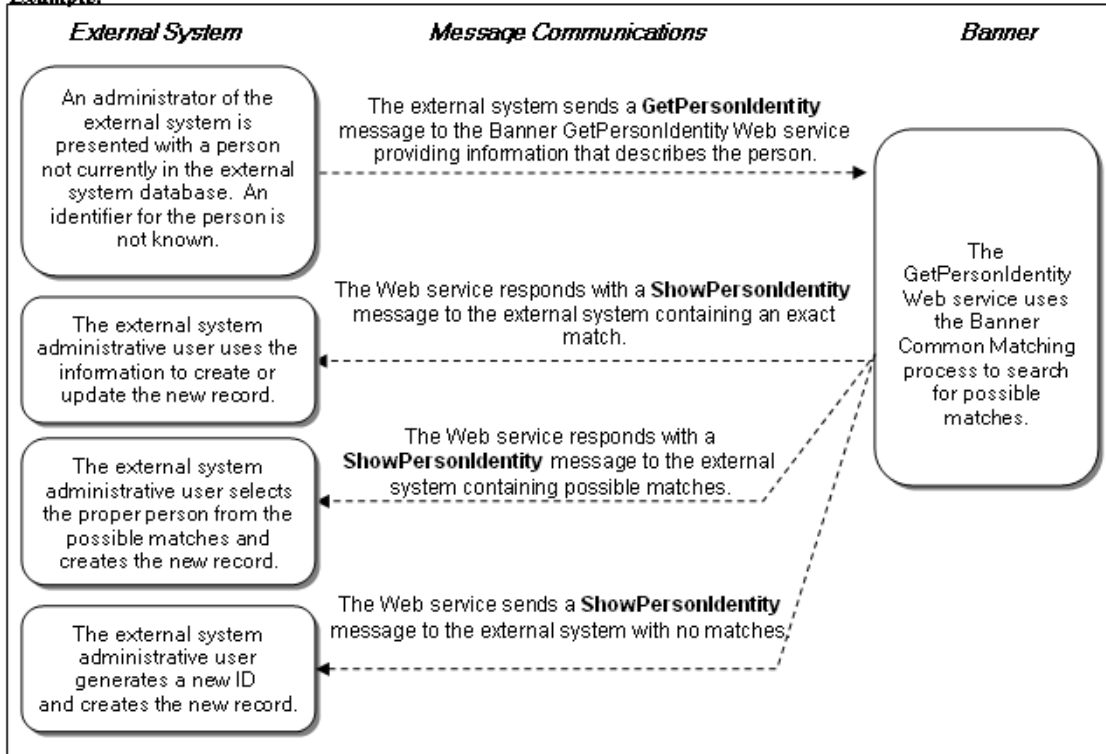 Example:
External System
Message Communications
Banner
An administrator of the
external system is
presented with a person
not currently in the external
system database. An
identifier for the person is
not known.
The external system sends a GetPersonIdentity
message to the Banner GetPersonIdentity Web service
providing information that describes the person.
The
GetPersonIdentity
Web service uses
the Banner
Common Matching
process to search
for possible
matches.
The Web service responds with a ShowPersonIdentity
message to the external system containing an exact
match.
The external system
administrative user uses the
information to create or
update the new record.
The Web service responds with a
ShowPersonIdentity message to the external
system containing possible matches.
The external system
administrative user selects
the proper person from the
possible matches and
creates the new record.
The Web service sends a ShowPersonIdentity
message to the external system with no matches.
The external system
administrative user
generates a new ID
and creates the new record.